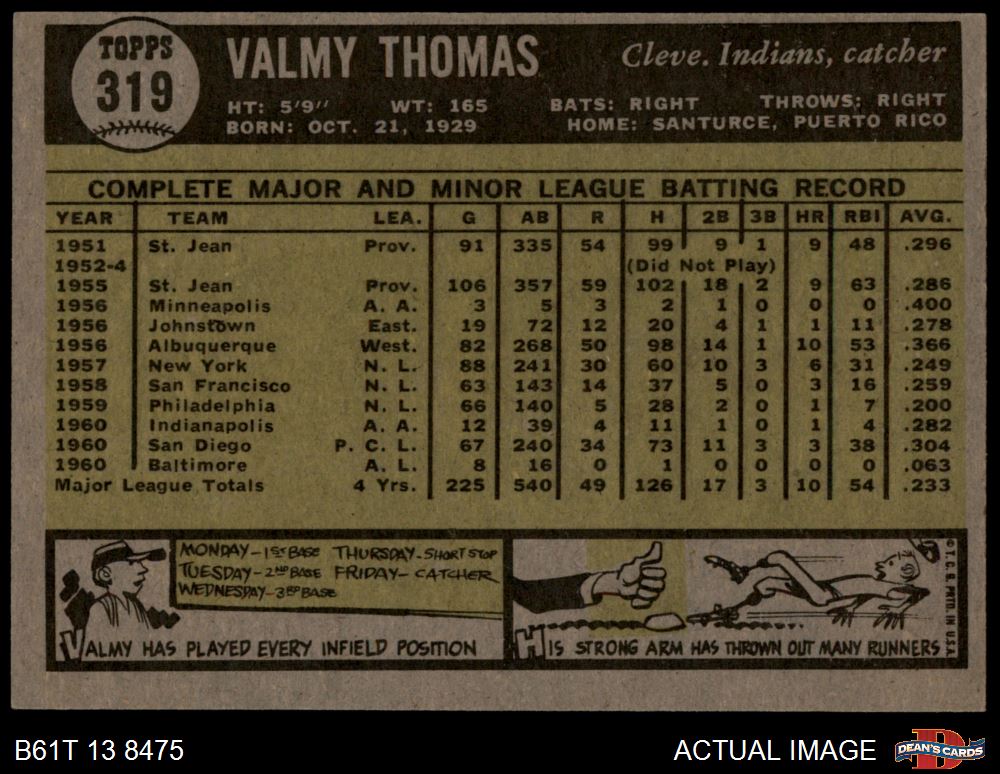 TOPPS
319
VALMY THOMAS
Cleve. Indians, catcher
HT: 5'9" WT: 165 BATS: RIGHT THROWS: RIGHT
BORN: OCT. 21, 1929 HOME: SANTURCE, PUERTO RICO
COMPLETE MAJOR AND MINOR LEAGUE BATTING RECORD
YEAR TEAM LEA. G AB R H 2B 3B HR RBI AVG.
1951 St. Jean Prov. 91 335 54 99 9 1 9 48 .296
1952-4 (Did Not Play)
1955 St. Jean Prov. 106 357 59 102 18 2 9 63 .286
1956 Minneapolis A. A. 3 5 3 2 1 0 0 0 .400
1956 Johnstown East. 19 72 12 20 4 1 1 11 .278
1956 Albuquerque West. 82 268 50 98 14 1 10 53 .366
1957 New York N. L. 88 241 30 60 10 3 6 31 .249
1958 San Francisco N. L. 63 143 14 37 5 0 3 16 .259
1959 Philadelphia N. L. 66 140 5 28 2 0 1 7 .200
1960 Indianapolis A. A. 12 39 4 11 1 0 1 4 .282
1960 San Diego P. C. L. 67 240 34 73 11 3 3 38 .304
1960 Baltimore A. L. 8 16 0 1 0 0 0 0 .063
Major League Totals 4 Yrs. 225 540 49 126 17 3 10 54 .233
MONDAY-1ST BASE THURSDAY-SHORT STOP
TUESDAY-2ND BASE FRIDAY-CATCHER
WEDNESDAY-3RD BASE
VALMY HAS PLAYED EVERY INFIELD POSITION
HIS STRONG ARM HAS THROWN OUT MANY RUNNERS
© T. C. G. PRTD. IN U.S.A.
B61T 13 8475
ACTUAL IMAGE
D
DEAN'S CARDS